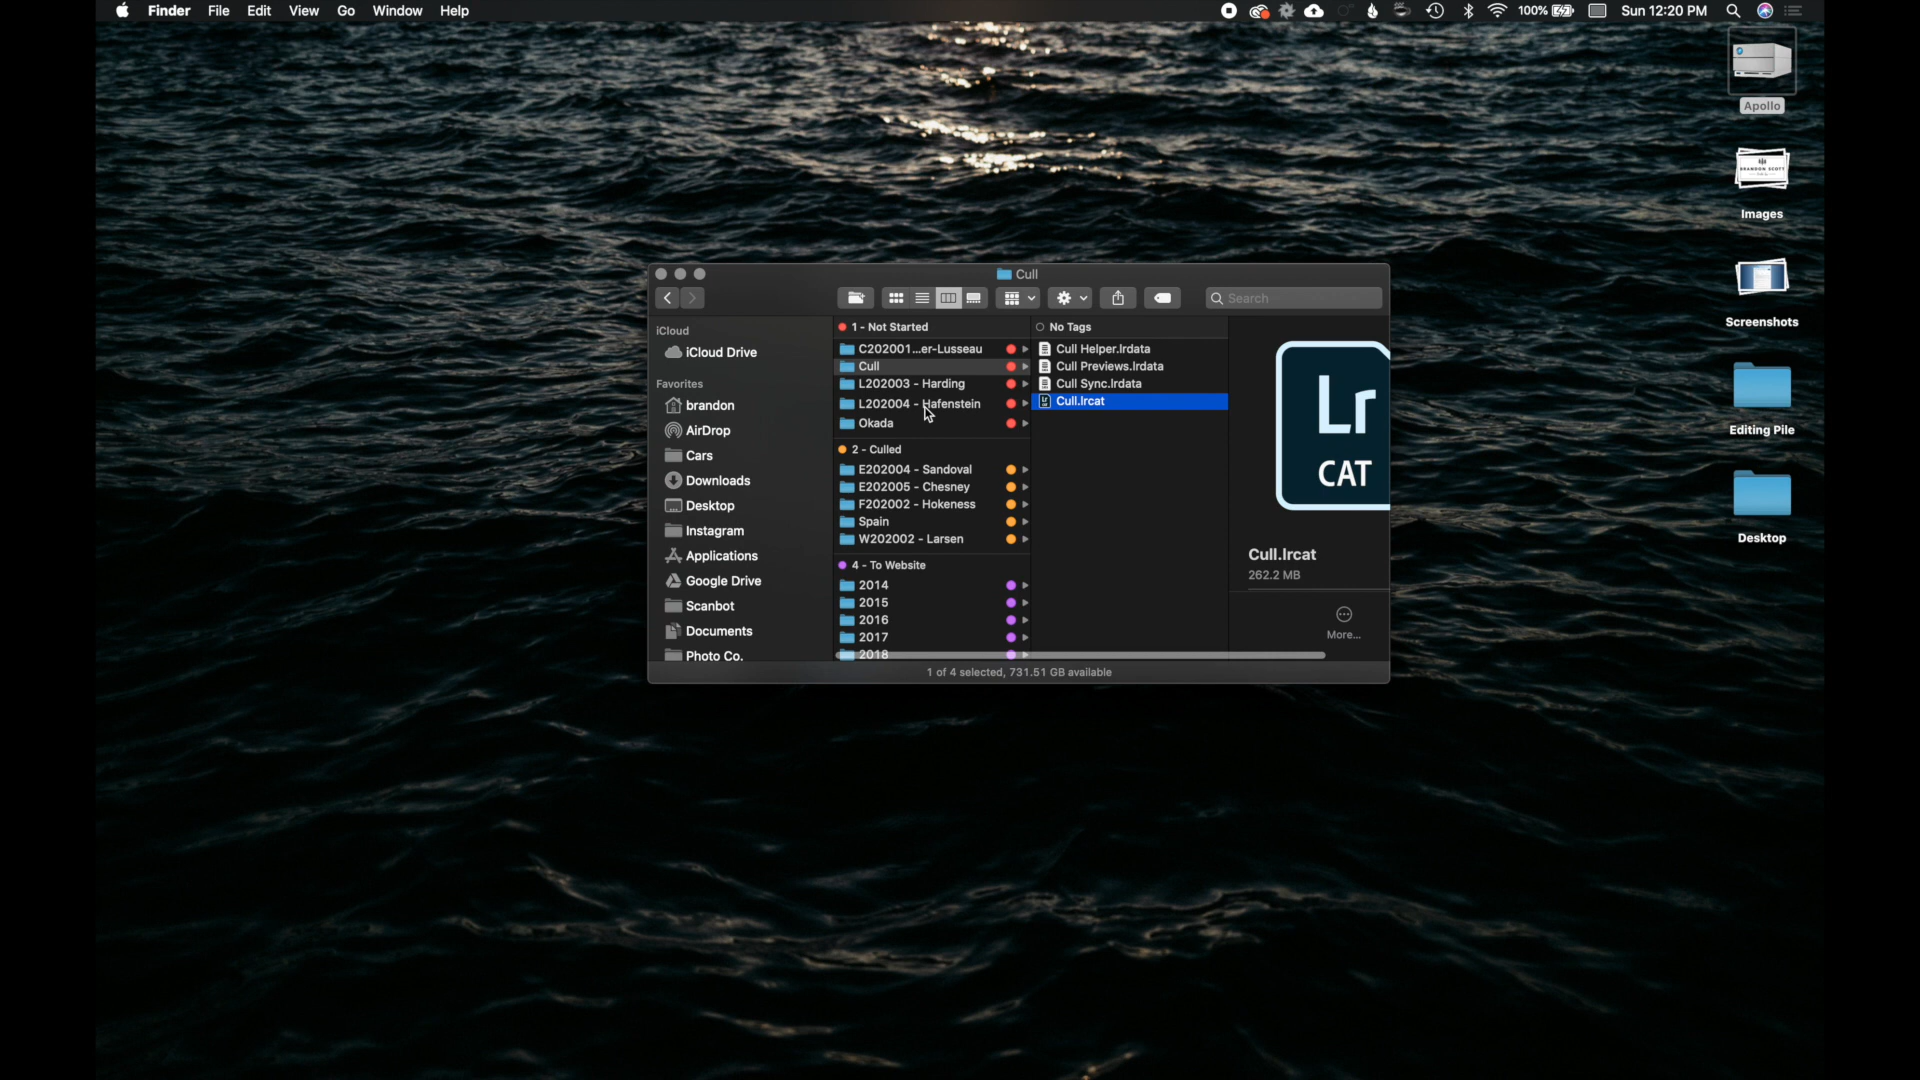 Finder File Edit View Go Window Help
100% Sun 12:20 PM
Apollo
BRANDON SCOTT
Images
Screenshots
Editing Pile
Desktop
Cull
Search
iCloud
iCloud Drive
Favorites
brandon
AirDrop
Cars
Downloads
Desktop
Instagram
Applications
Google Drive
Scanbot
Documents
Photo Co.
1 - Not Started
C202001...er-Lusseau
Cull
L202003 - Harding
L202004 - Hafenstein
Okada
2 - Culled
E202004 - Sandoval
E202005 - Chesney
F202002 - Hokeness
Spain
W202002 - Larsen
4 - To Website
2014
2015
2016
2017
2018
No Tags
Cull Helper.lrdata
Cull Previews.lrdata
Cull Sync.lrdata
Lr
Cull.lrcat
Lr
CAT
Cull.lrcat
262.2 MB
More...
1 of 4 selected, 731.51 GB available